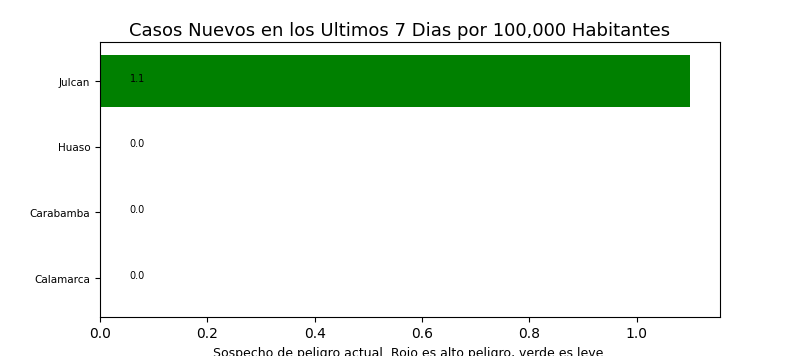 Casos Nuevos en los Ultimos 7 Dias por 100,000 Habitantes
Julcan 1.1
Huaso 0.0
Carabamba 0.0
Calamarca 0.0
0.0 0.2 0.4 0.6 0.8 1.0
Sospecho de peligro actual. Rojo es alto peligro, verde es leve